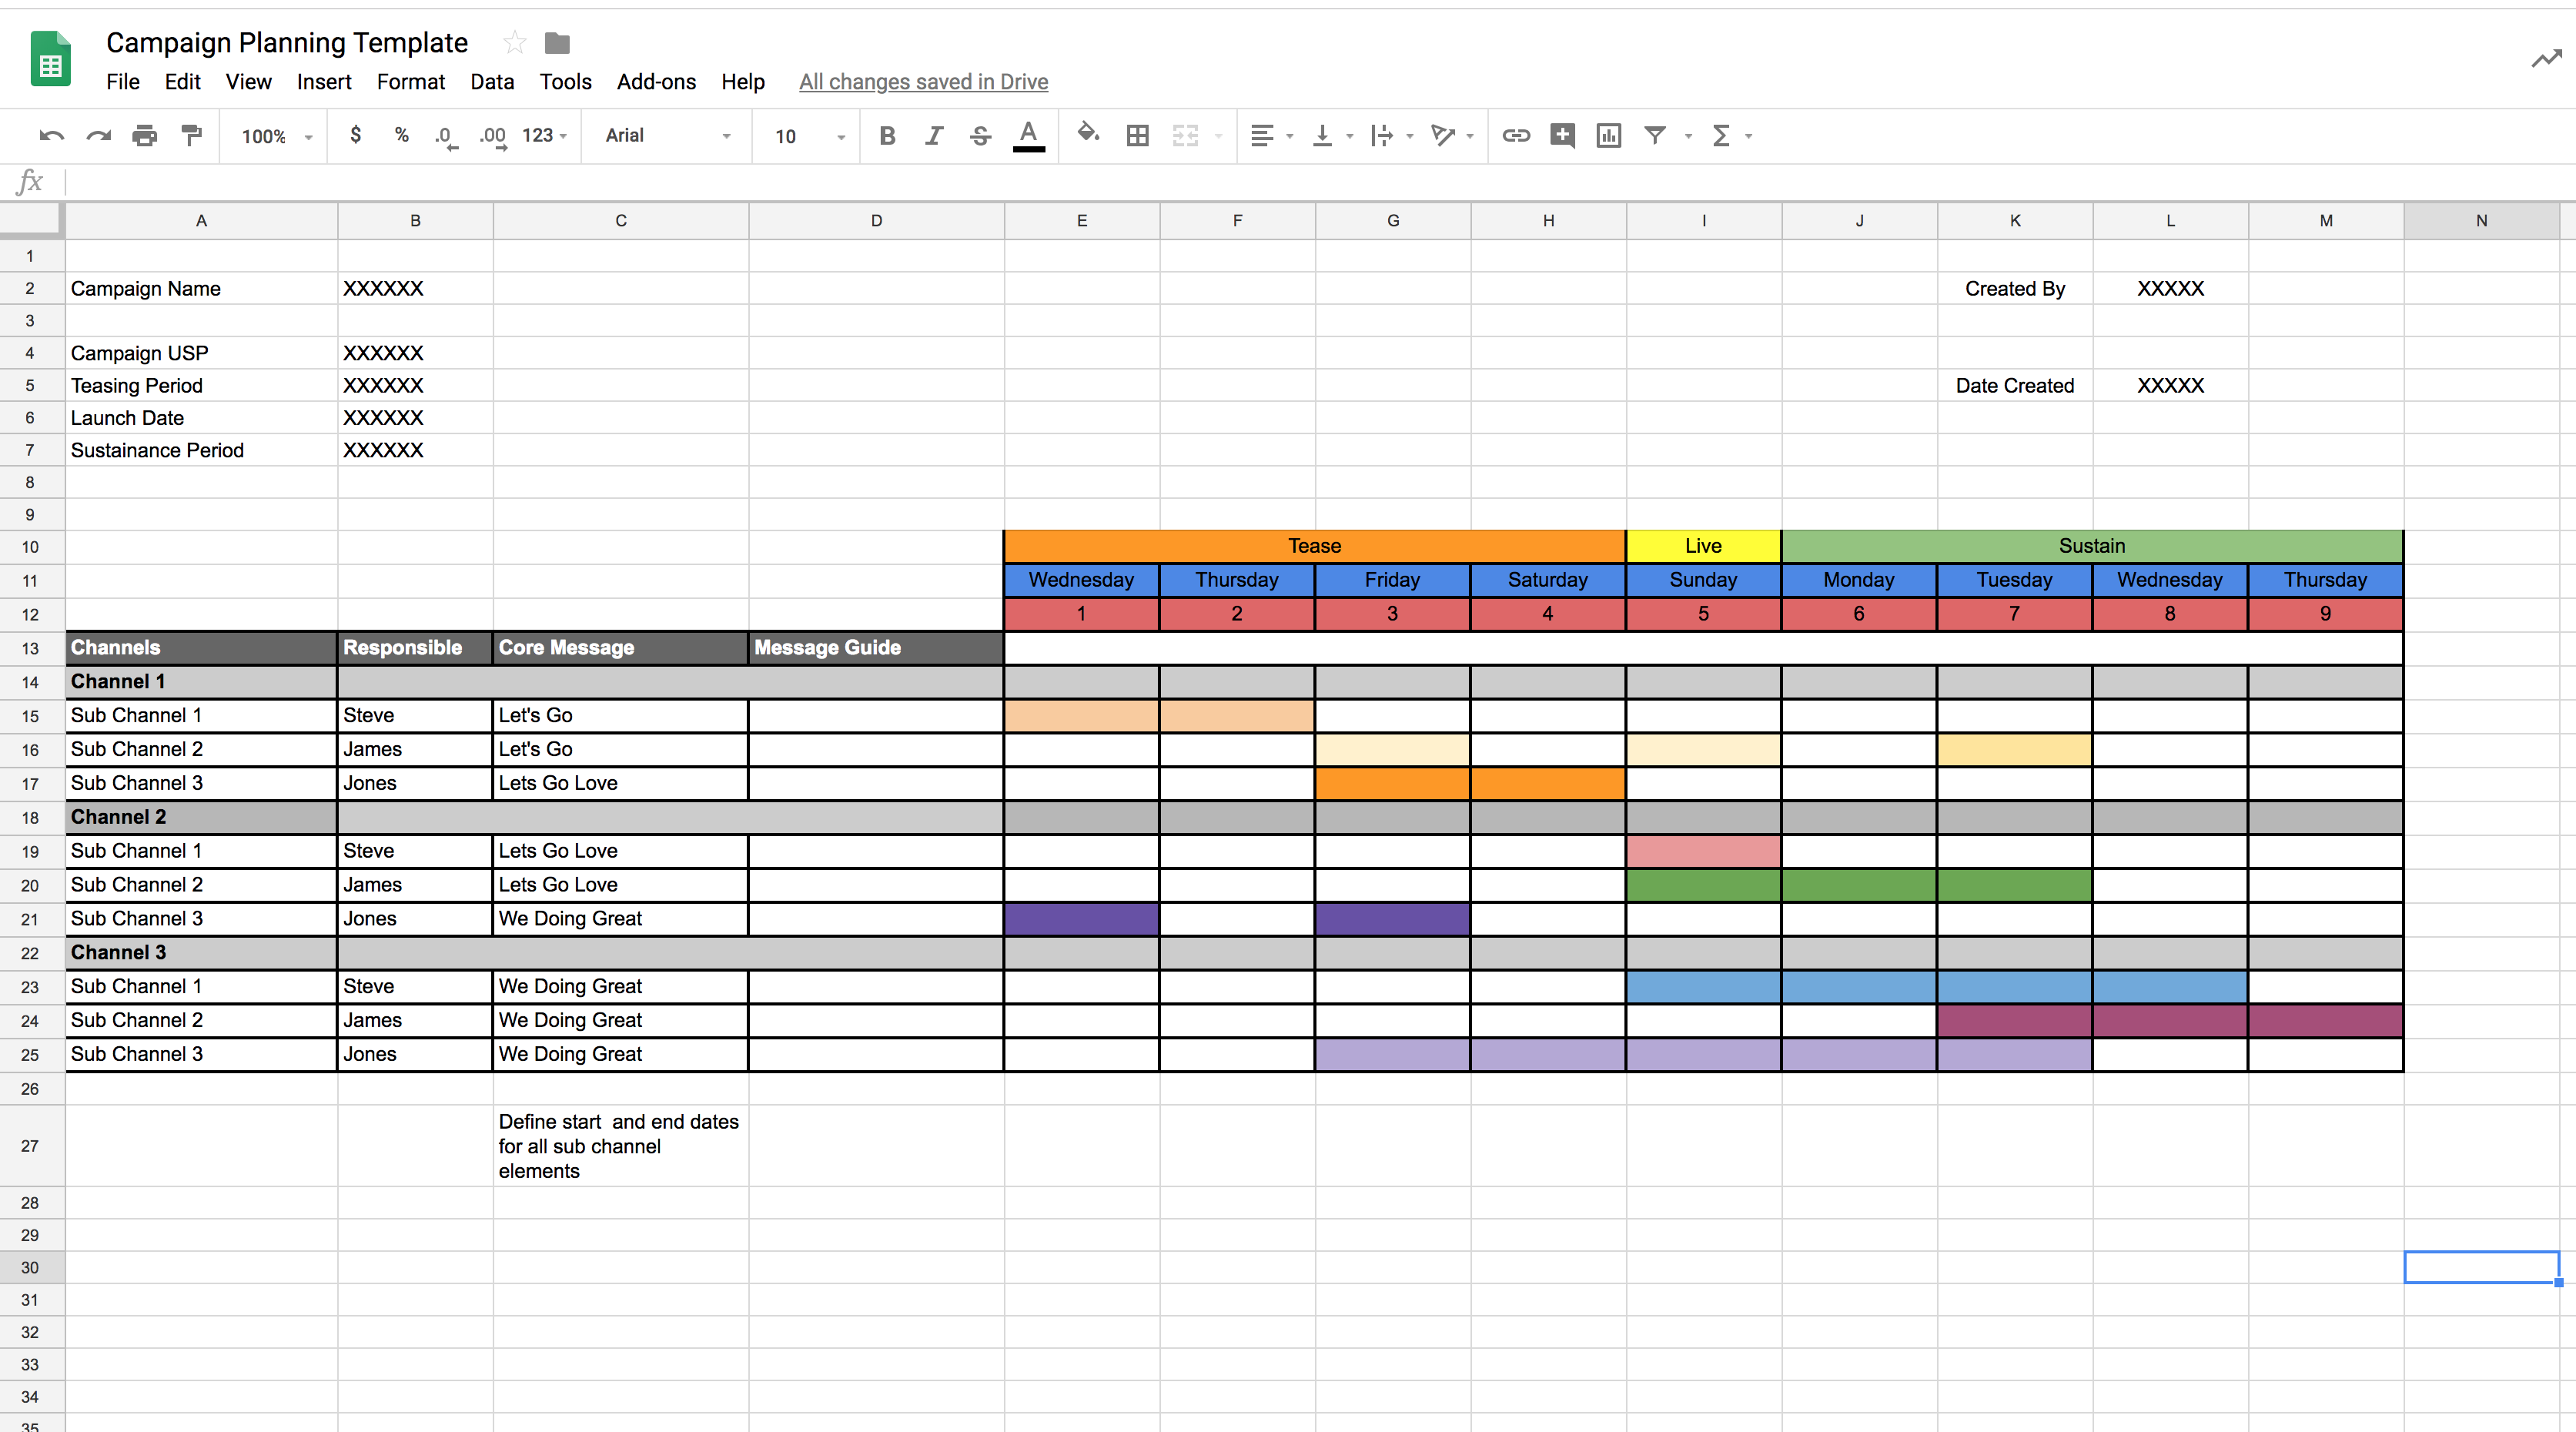 Campaign Planning Template
File Edit View Insert Format Data Tools Add-ons Help All changes saved in Drive
100% $ % .0 .00 123 Arial 10 B I S A Σ
fx
A B C D E F G H I J K L M N
1
2 Campaign Name XXXXXX Created By XXXXX
3
4 Campaign USP XXXXXX
5 Teasing Period XXXXXX Date Created XXXXX
6 Launch Date XXXXXX
7 Sustainance Period XXXXXX
8
9
10 Tease Live Sustain
11 Wednesday Thursday Friday Saturday Sunday Monday Tuesday Wednesday Thursday
12 1 2 3 4 5 6 7 8 9
13 Channels Responsible Core Message Message Guide
14 Channel 1
15 Sub Channel 1 Steve Let's Go
16 Sub Channel 2 James Let's Go
17 Sub Channel 3 Jones Lets Go Love
18 Channel 2
19 Sub Channel 1 Steve Lets Go Love
20 Sub Channel 2 James Lets Go Love
21 Sub Channel 3 Jones We Doing Great
22 Channel 3
23 Sub Channel 1 Steve We Doing Great
24 Sub Channel 2 James We Doing Great
25 Sub Channel 3 Jones We Doing Great
26
Define start and end dates
27 for all sub channel
elements
28
29
30
31
32
33
34
35